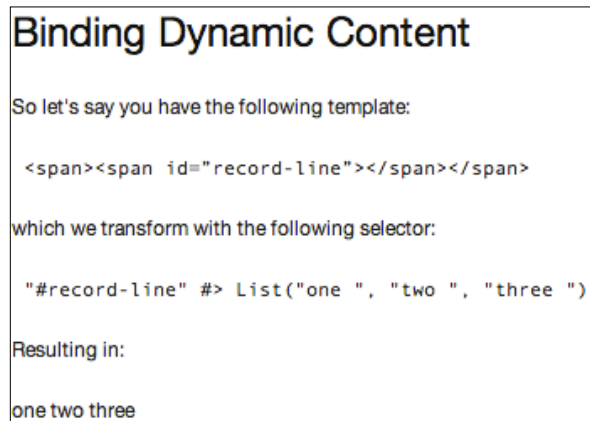 Binding Dynamic Content
So let's say you have the following template:
<span><span id="record-line"></span></span>
which we transform with the following selector:
"#record-line" #> List("one ", "two ", "three ")
Resulting in:
one two three